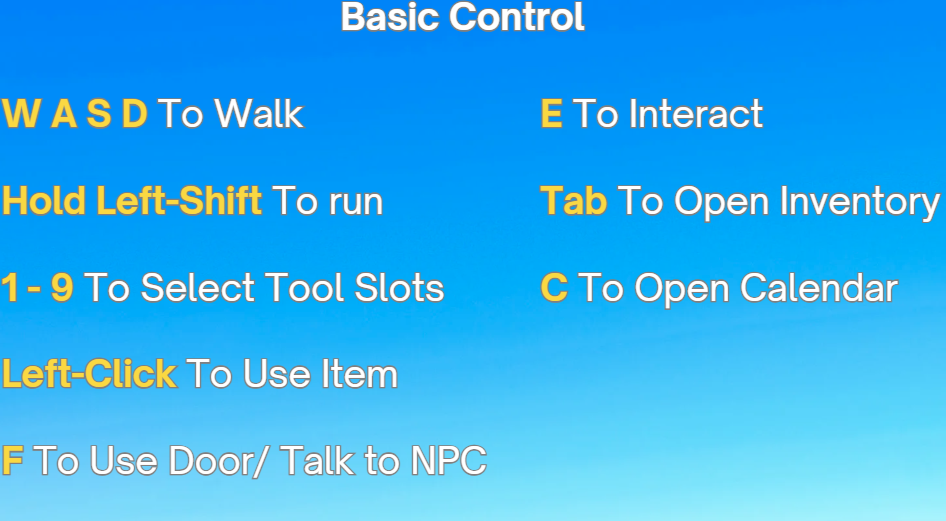 Basic Control
W A S D To Walk
Hold Left-Shift To run
1 - 9 To Select Tool Slots
Left-Click To Use Item
F To Use Door/ Talk to NPC
E To Interact
Tab To Open Inventory
C To Open Calendar